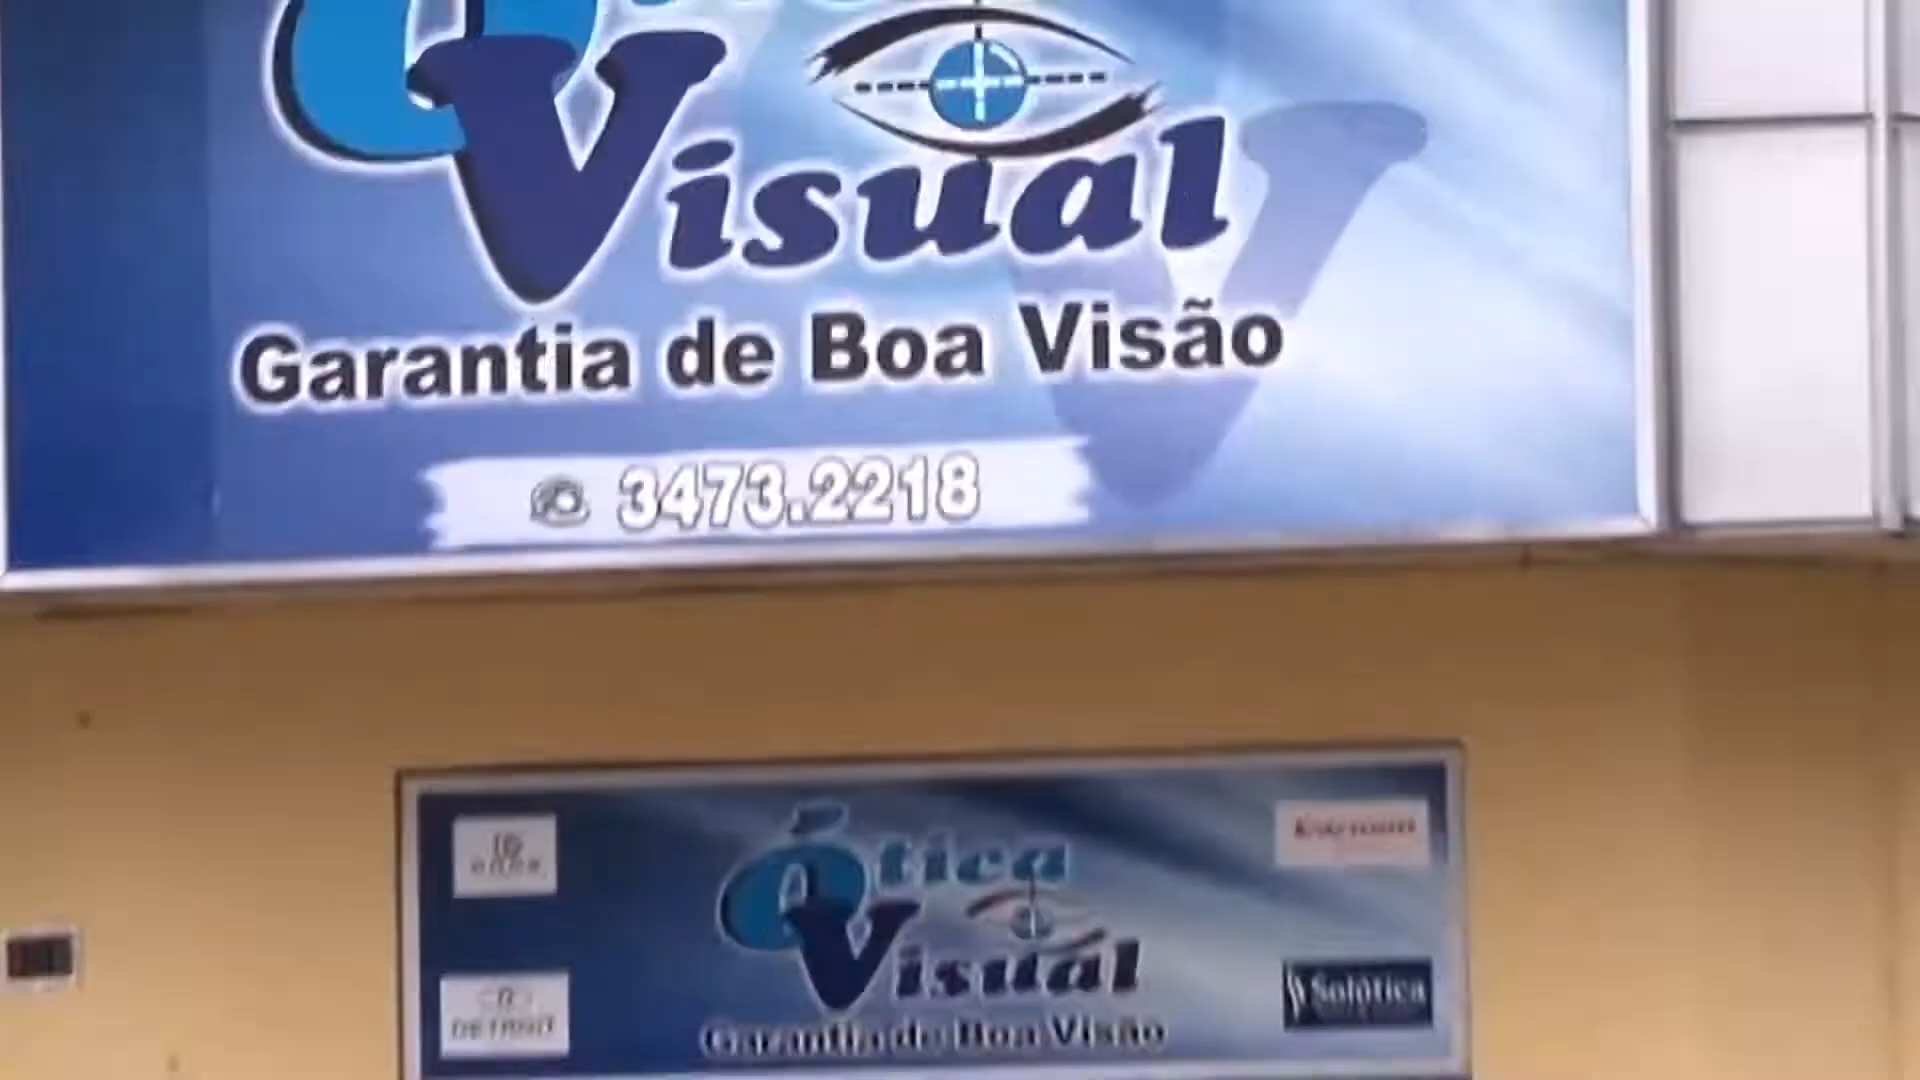 Visual
Garantia de Boa Visão
3473.2218
Ótica
Visual
Garantia de Boa Visão
Solótica